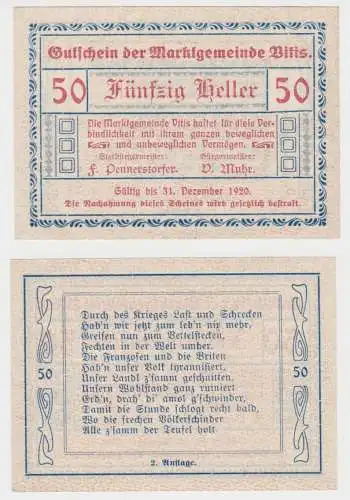 Gutschein der Marktgemeinde Vitis.
50 Fünfzig Heller 50
Die Marktgemeinde Vitis haftet für diese Ver-
bindlichkeit mit ihrem ganzen beweglichen
und unbeweglichen Vermögen.
Bürgermeister:
F. Pennerstorfer. V. Muhr.
Gültig bis 31. Dezember 1920.
Die Nachahmung dieses Scheines wird gesetzlich bestraft.
Durch des Krieges Last und Schrecken
Hab'n wir jetzt zum leb'n nix mehr,
Greifen nun zum Bettelstecken,
Fechten in der Welt umher.
Die Franzosen und die Briten
Hab'n unser Volk tyrannisiert,
Unser Landl z'samm geschnitten,
Unsern Wohlstand ganz ruiniert
Erd'n, drah' di' amol g'schwinder,
Damit die Stunde schlogt recht bald,
Wo die frechen Völkerschinder
Alle z'samm der Teufel holt
50 50
2. Auflage.